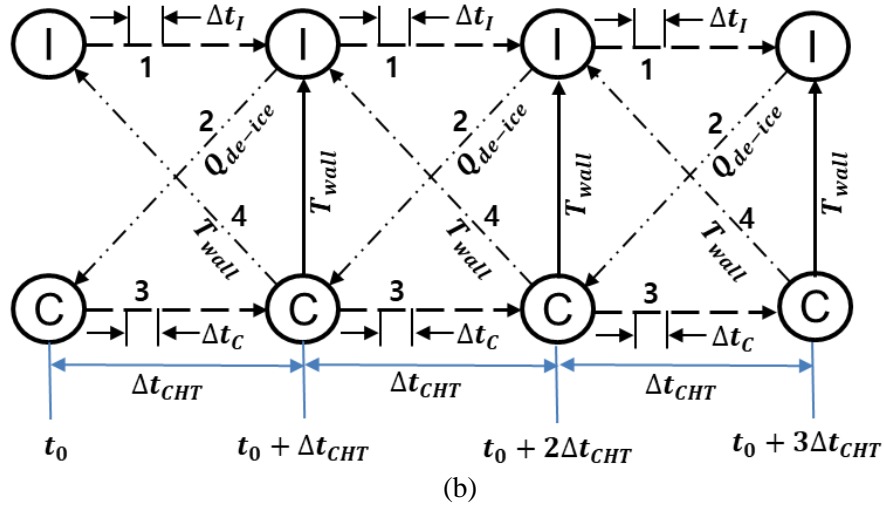 I Δt_I I Δt_I I Δt_I I
1 1 1
2 2 2
Q_de-ice Q_de-ice Q_de-ice
T_wall T_wall T_wall
4 4 4
T_wall T_wall T_wall
C 3 C 3 C 3 C
Δt_C Δt_C Δt_C
Δt_CHT Δt_CHT Δt_CHT
t_0 t_0 + Δt_CHT t_0 + 2Δt_CHT t_0 + 3Δt_CHT
(b)